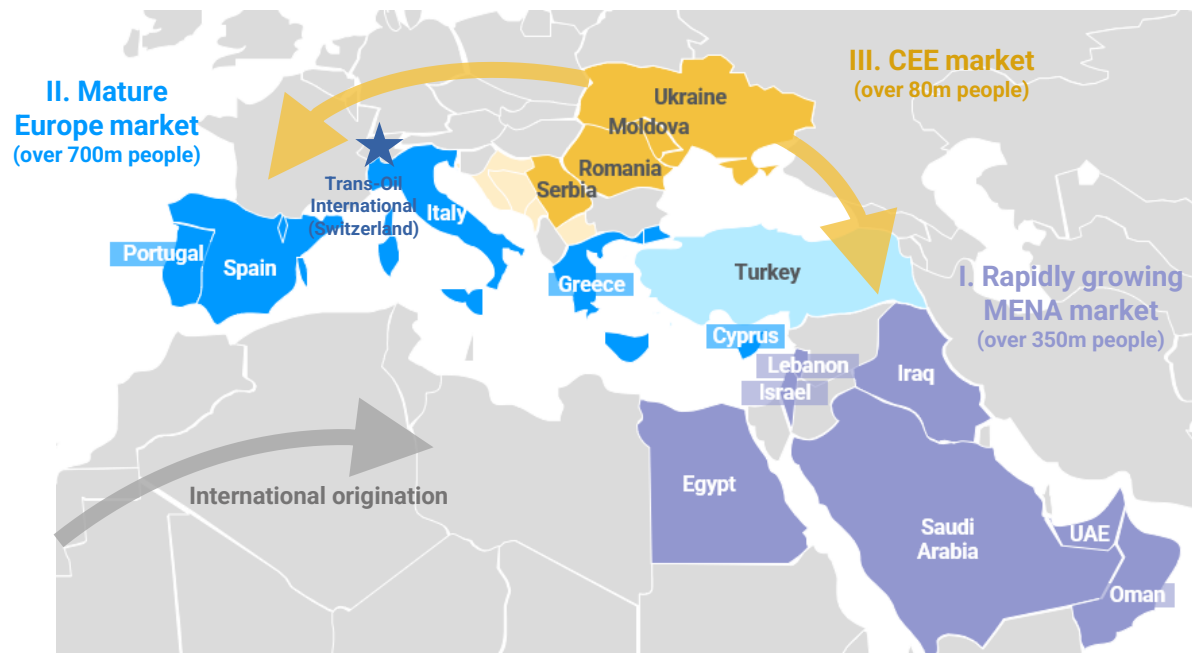 III. CEE market
(over 80m people)
II. Mature
Europe market
(over 700m people)
Ukraine
Moldova
Romania
Serbia
Trans-Oil
International
(Switzerland)
Italy
Portugal
Spain
Greece
Turkey
Cyprus
I. Rapidly growing
MENA market
(over 350m people)
Lebanon
Israel
Iraq
International origination
Egypt
Saudi
Arabia
UAE
Oman